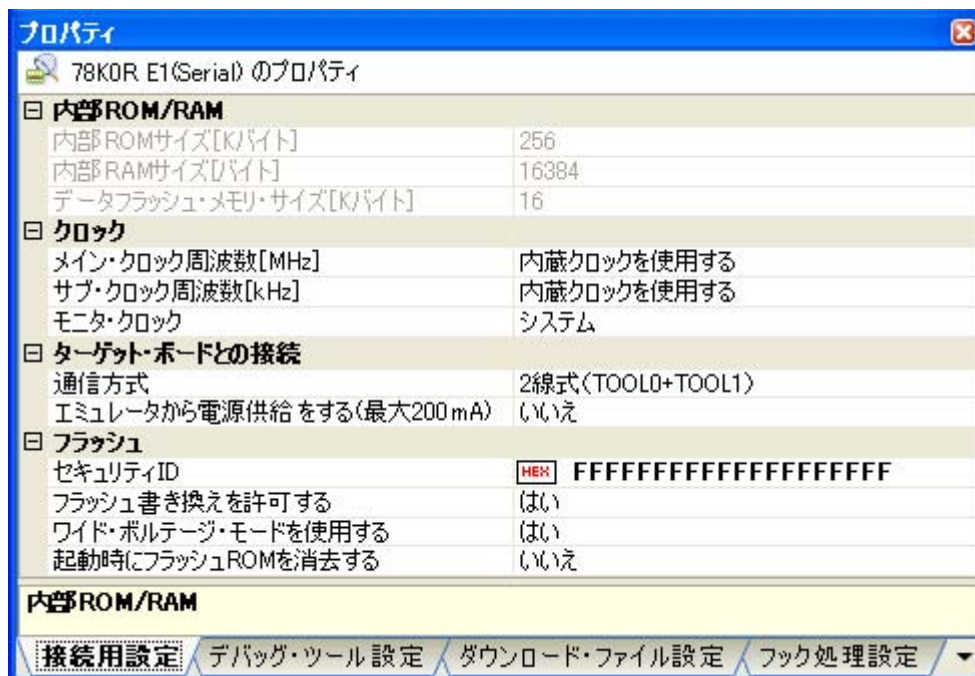 プロパティ
78K0R E1(Serial) のプロパティ
内部ROM/RAM
内部ROMサイズ[Kバイト] 256
内部RAMサイズ[バイト] 16384
データフラッシュ・メモリ・サイズ[Kバイト] 16
クロック
メイン・クロック周波数[MHz] 内蔵クロックを使用する
サブ・クロック周波数[kHz] 内蔵クロックを使用する
モニタ・クロック システム
ターゲット・ボードとの接続
通信方式 2線式(TOOL0+TOOL1)
エミュレータから電源供給をする(最大200mA) いいえ
フラッシュ
セキュリティID HEX FFFFFFFFFFFFFFFFFFFF
フラッシュ書き換えを許可する はい
ワイド・ボルテージ・モードを使用する はい
起動時にフラッシュROMを消去する いいえ
内部ROM/RAM
接続用設定 デバッグ・ツール設定 ダウンロード・ファイル設定 フック処理設定